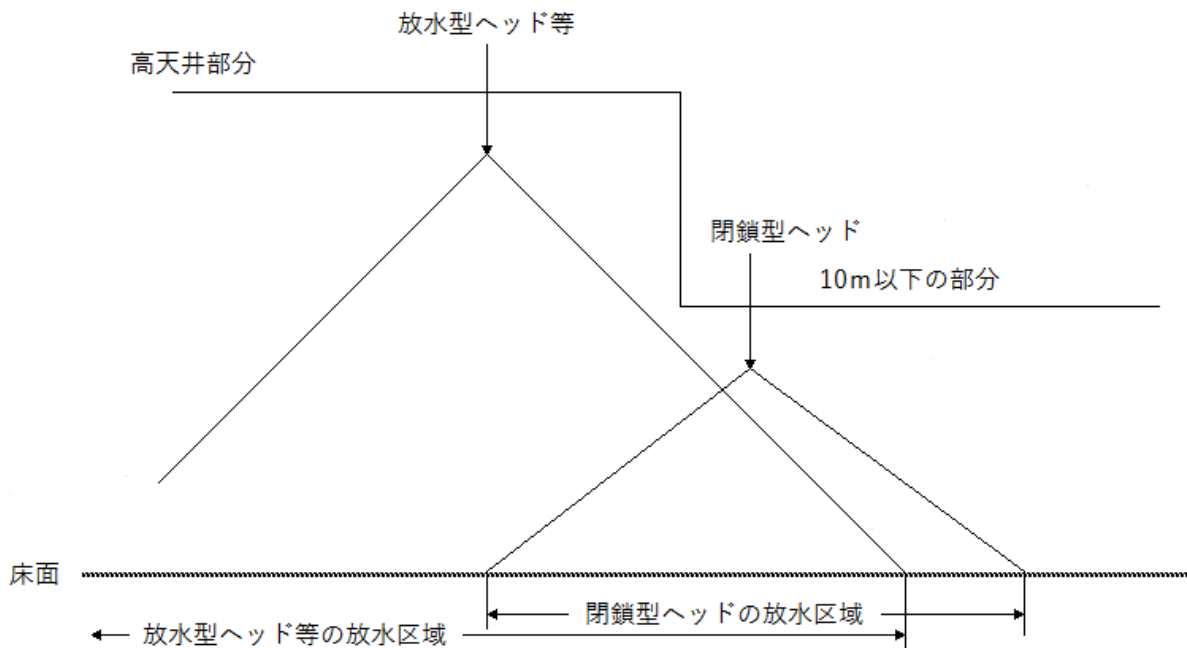 放水型ヘッド等
高天井部分
閉鎖型ヘッド
10m以下の部分
床面
閉鎖型ヘッドの放水区域
放水型ヘッド等の放水区域